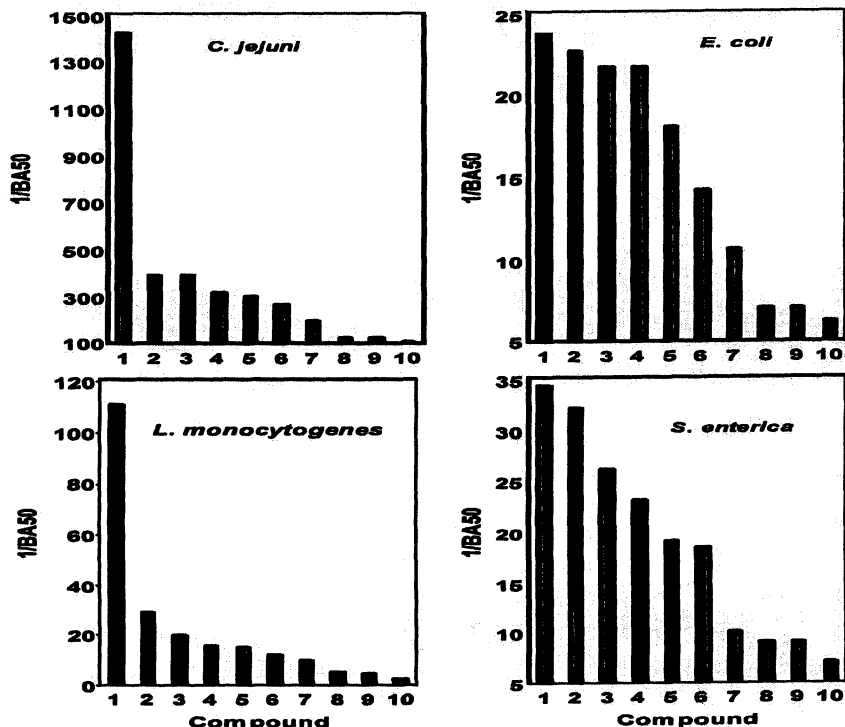 C. jejuni
1/BA50
1500
1300
1100
900
700
500
300
100
1 2 3 4 5 6 7 8 9 10
E. coli
1/BA50
25
20
15
10
5
1 2 3 4 5 6 7 8 9 10
L. monocytogenes
1/BA50
120
100
80
60
40
20
0
1 2 3 4 5 6 7 8 9 10
Compound
S. enterica
1/BA50
35
30
25
20
15
10
5
1 2 3 4 5 6 7 8 9 10
Compound